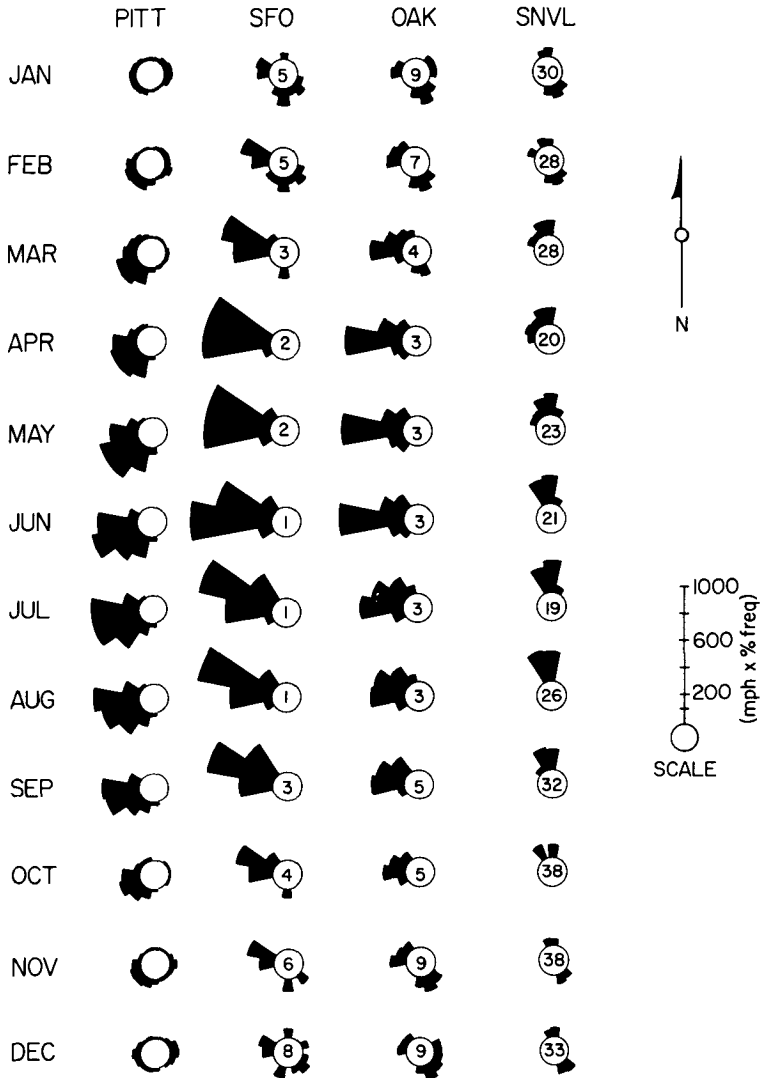 PITT SFO OAK SNVL
JAN 5 9 30
FEB 5 7 28
MAR 3 4 28
APR 2 3 20
MAY 2 3 23
JUN 1 3 21
JUL 1 3 19
AUG 1 3 26
SEP 3 5 32
OCT 4 5 38
NOV 6 9 38
DEC 8 9 33
N
1000
600
200
(mph x % freq)
SCALE